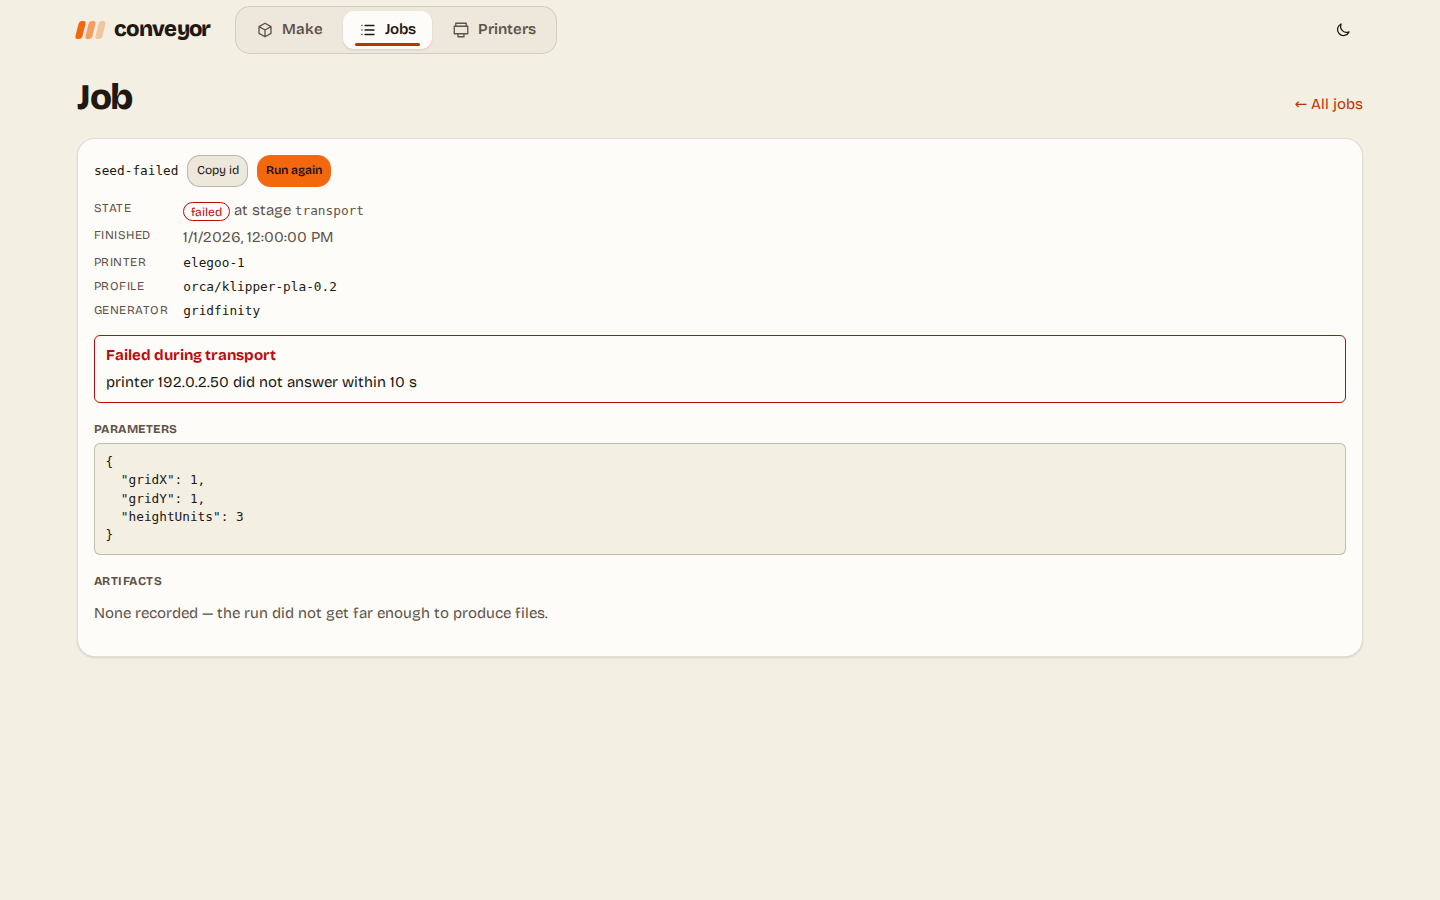 conveyor Make Jobs Printers
Job
← All jobs
seed-failed Copy id Run again
STATE failed at stage transport
FINISHED 1/1/2026, 12:00:00 PM
PRINTER elegoo-1
PROFILE orca/klipper-pla-0.2
GENERATOR gridfinity
Failed during transport
printer 192.0.2.50 did not answer within 10 s
PARAMETERS
{
  "gridX": 1,
  "gridY": 1,
  "heightUnits": 3
}
ARTIFACTS
None recorded — the run did not get far enough to produce files.